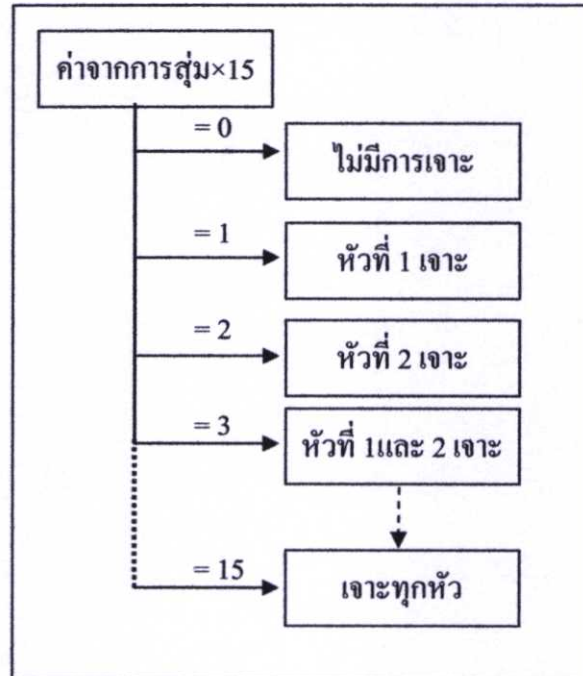 ค่าจากการสุ่ม×15
= 0
ไม่มีการเจาะ
= 1
หัวที่ 1 เจาะ
= 2
หัวที่ 2 เจาะ
= 3
หัวที่ 1และ 2 เจาะ
= 15
เจาะทุกหัว